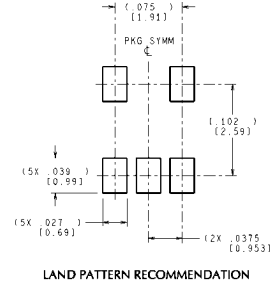 (.075 )
[1.91]
PKG SYMM
℄
(.102 )
[2.59]
(5X .039 )
[0.99]
(5X .027 )
[0.69]
(2X .0375
[0.953]
LAND PATTERN RECOMMENDATION